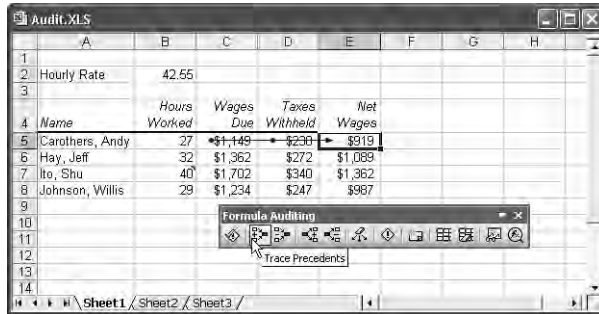 Audit.XLS
A B C D E F G H
1
2 Hourly Rate 42.55
3
Hours Wages Taxes Net
4 Name Worked Due Withheld Wages
5 Carothers, Andy 27 $1,149 $230 $919
6 Hay, Jeff 32 $1,362 $272 $1,089
7 Ito, Shu 40 $1,702 $340 $1,362
8 Johnson, Willis 29 $1,234 $247 $987
9
10
11
12
13
14
Formula Auditing
Trace Precedents
Sheet1 / Sheet2 / Sheet3 /